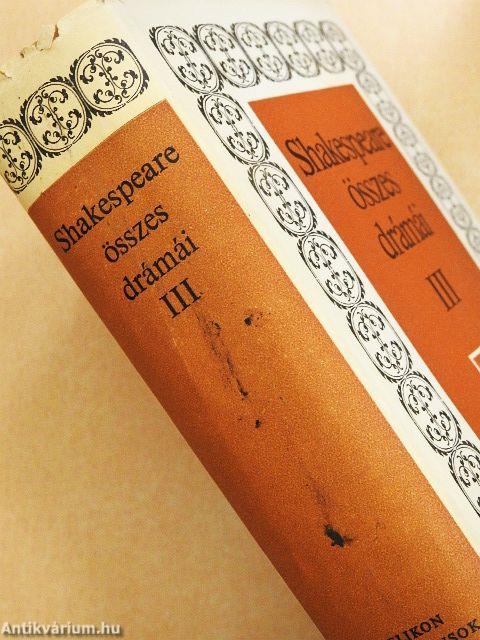 Shakespeare
összes
drámái
III
Shakespeare
összes
drámái
III
Antikvárium.hu